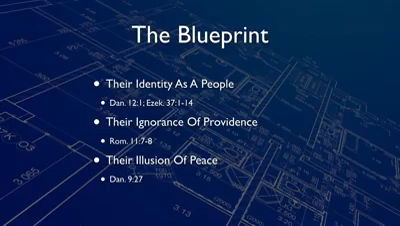 The Blueprint
• Their Identity As A People
• Dan. 12:1; Ezek. 37:1-14
• Their Ignorance Of Providence
• Rom. 11:7-8
• Their Illusion Of Peace
• Dan. 9:27